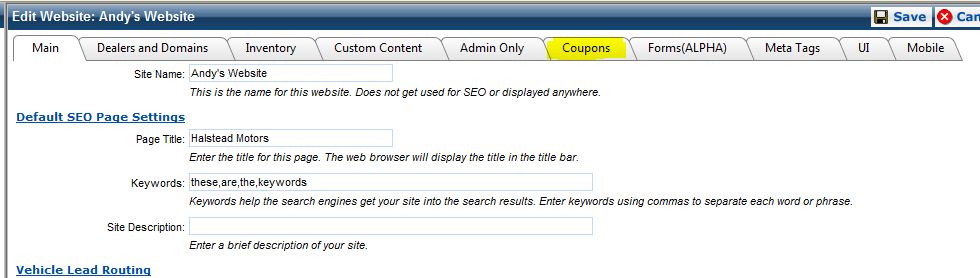 Edit Website: Andy's Website Save Can
Main Dealers and Domains Inventory Custom Content Admin Only Coupons Forms(ALPHA) Meta Tags UI Mobile
Site Name: Andy's Website
This is the name for this website. Does not get used for SEO or displayed anywhere.
Default SEO Page Settings
Page Title: Halstead Motors
Enter the title for this page. The web browser will display the title in the title bar.
Keywords: these,are,the,keywords
Keywords help the search engines get your site into the search results. Enter keywords using commas to separate each word or phrase.
Site Description:
Enter a brief description of your site.
Vehicle Lead Routing